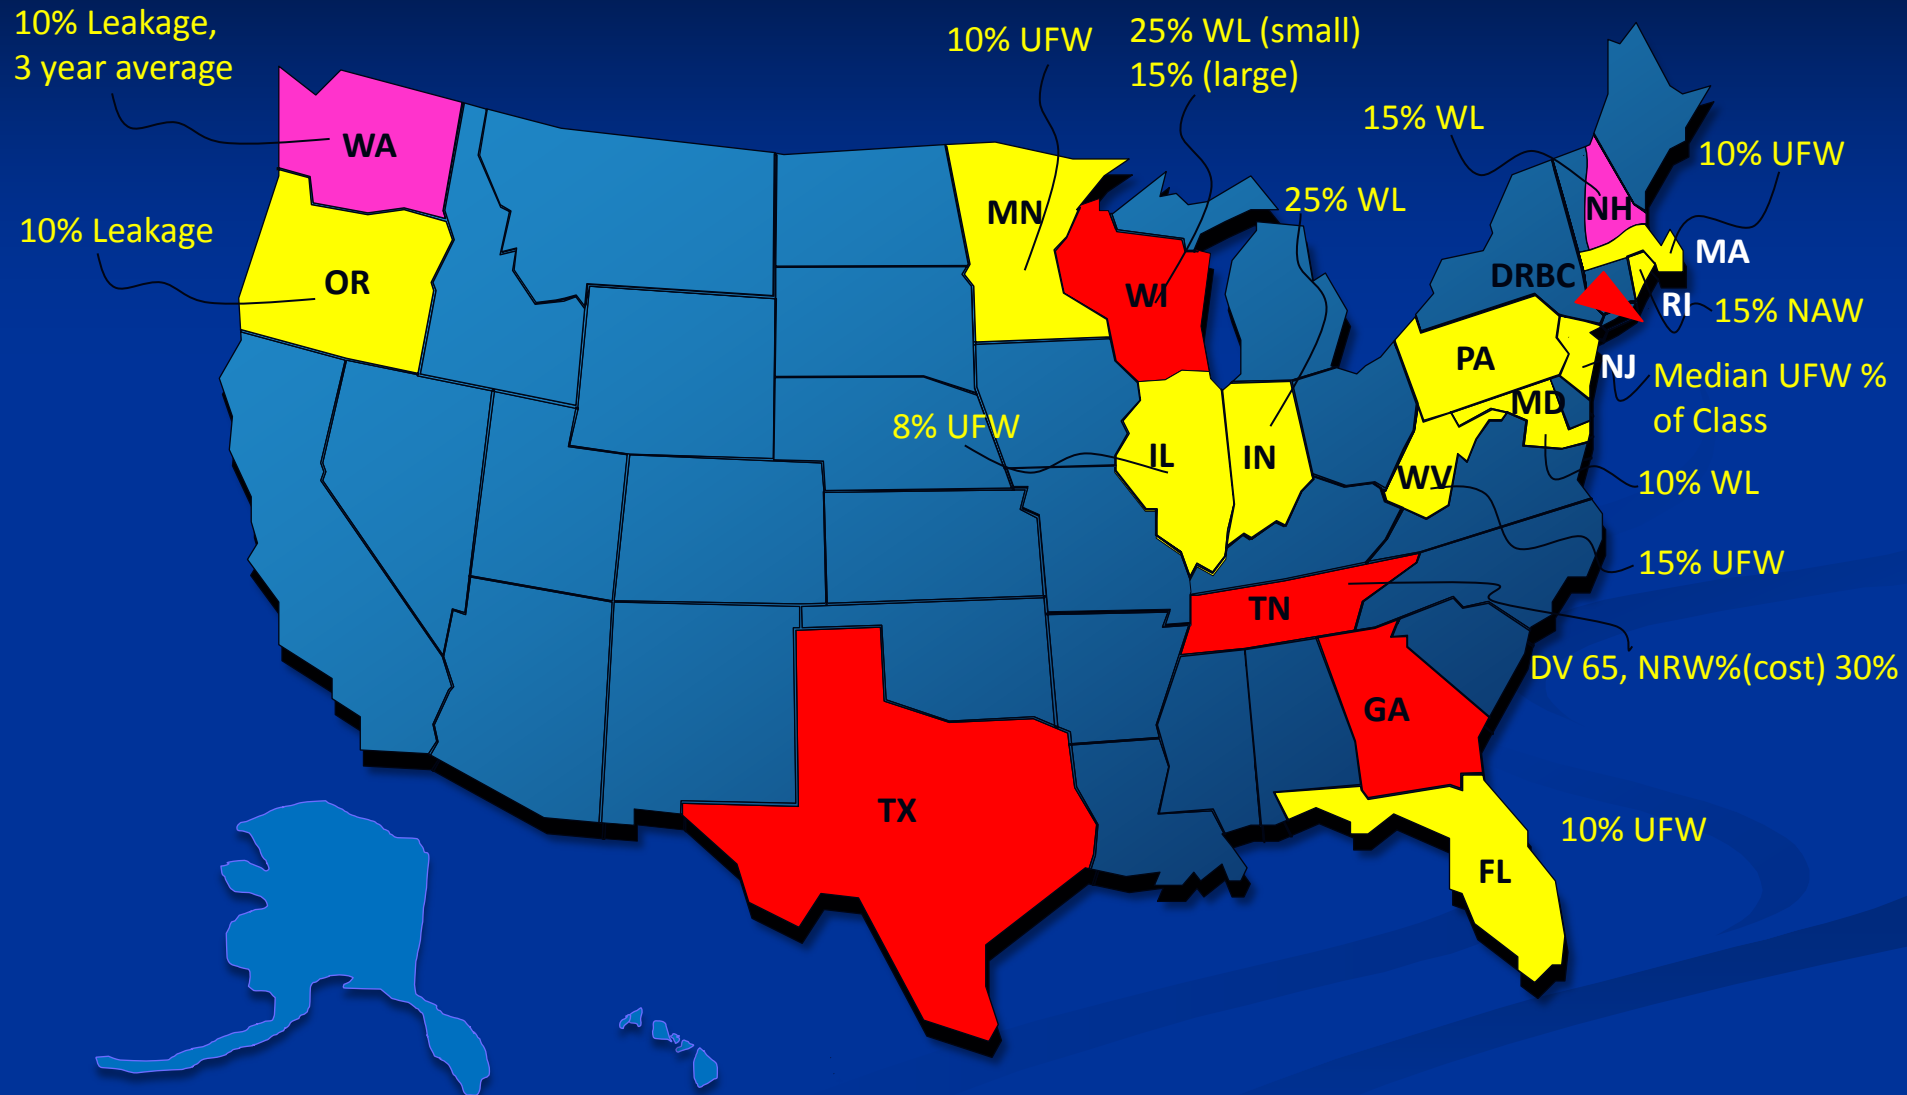 10% Leakage,
3 year average
10% UFW
25% WL (small)
15% (large)
15% WL
10% UFW
WA
MN
25% WL
NH
10% Leakage
OR
WI
DRBC
MA
RI
15% NAW
PA
NJ
Median UFW %
of Class
MD
8% UFW
IL
IN
WV
10% WL
15% UFW
TN
DV 65, NRW%(cost) 30%
GA
TX
10% UFW
FL